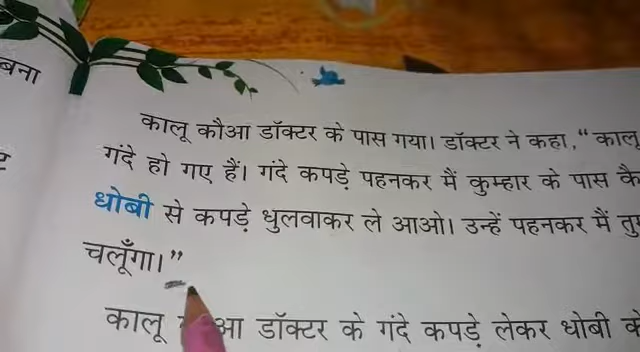 बना
कालू कौआ डॉक्टर के पास गया। डॉक्टर ने कहा, “कालू
गंदे हो गए हैं। गंदे कपड़े पहनकर मैं कुम्हार के पास
धोबी से कपड़े धुलवाकर ले आओ। उन्हें पहनकर मैं
चलूँगा।”
कालू डॉक्टर के गंदे कपड़े लेकर धोबी